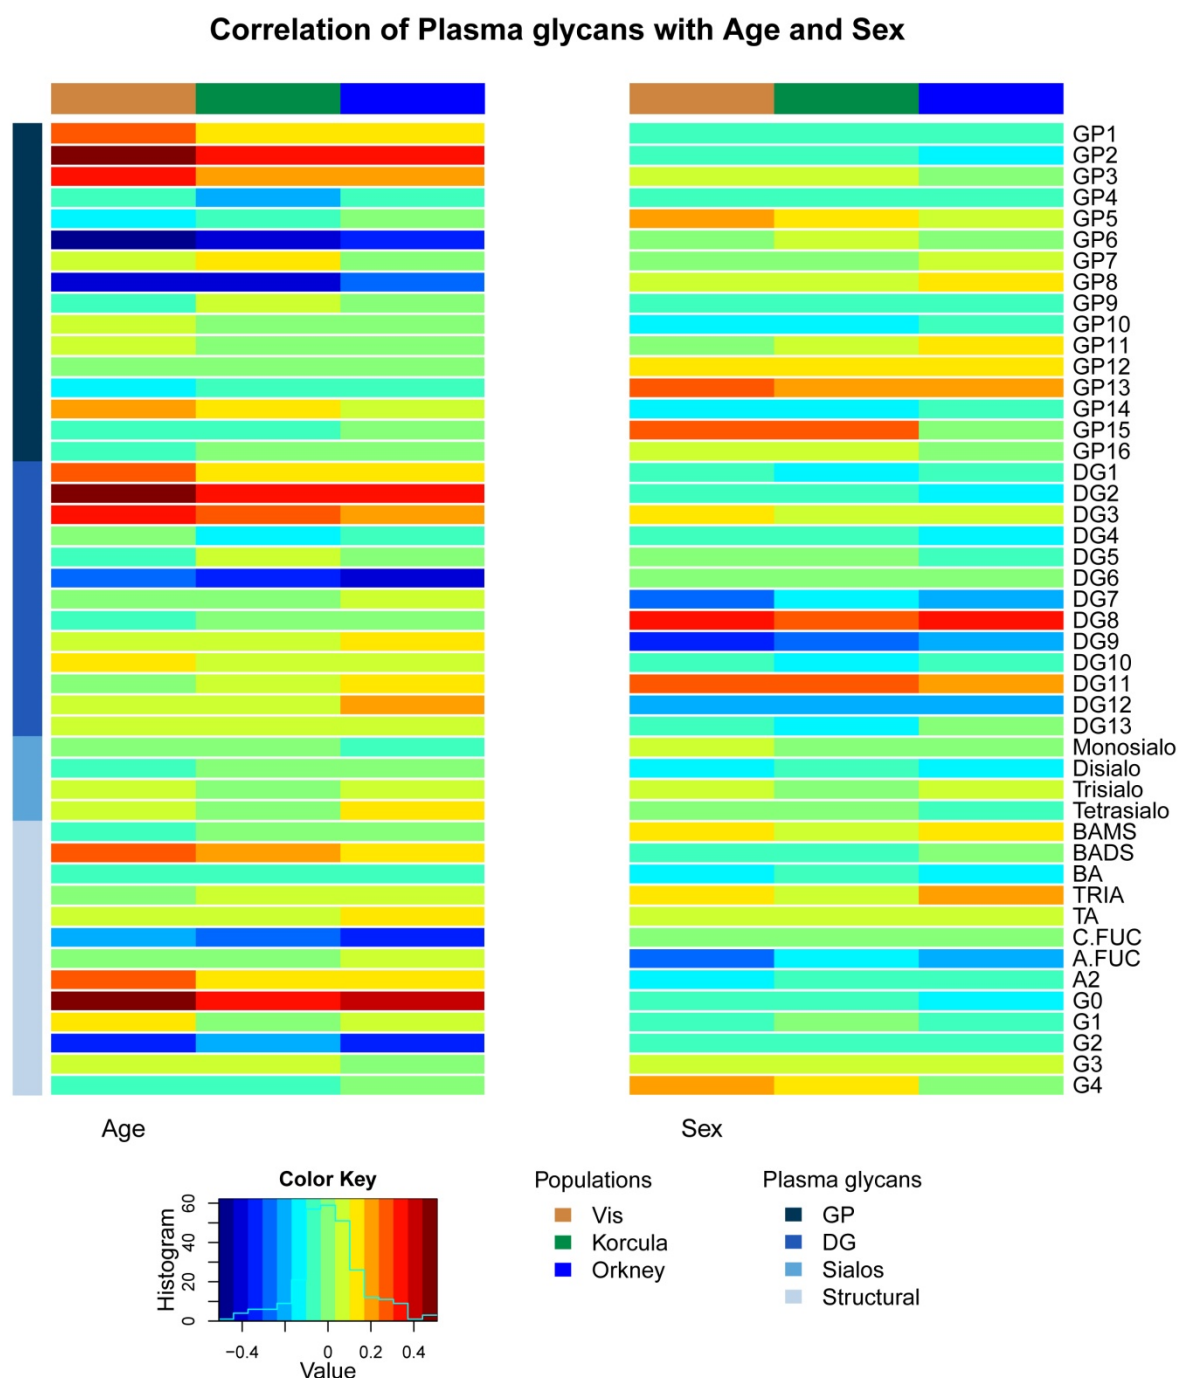 Correlation of Plasma glycans with Age and Sex
GP1
GP2
GP3
GP4
GP5
GP6
GP7
GP8
GP9
GP10
GP11
GP12
GP13
GP14
GP15
GP16
DG1
DG2
DG3
DG4
DG5
DG6
DG7
DG8
DG9
DG10
DG11
DG12
DG13
Monosialo
Disialo
Trisialo
Tetrasialo
BAMS
BADS
BA
TRIA
TA
C.FUC
A.FUC
A2
G0
G1
G2
G3
G4
Age
Sex
Color Key
Histogram
60
40
20
0
−0.4
0
0.2
0.4
Value
Populations
Vis
Korcula
Orkney
Plasma glycans
GP
DG
Sialos
Structural